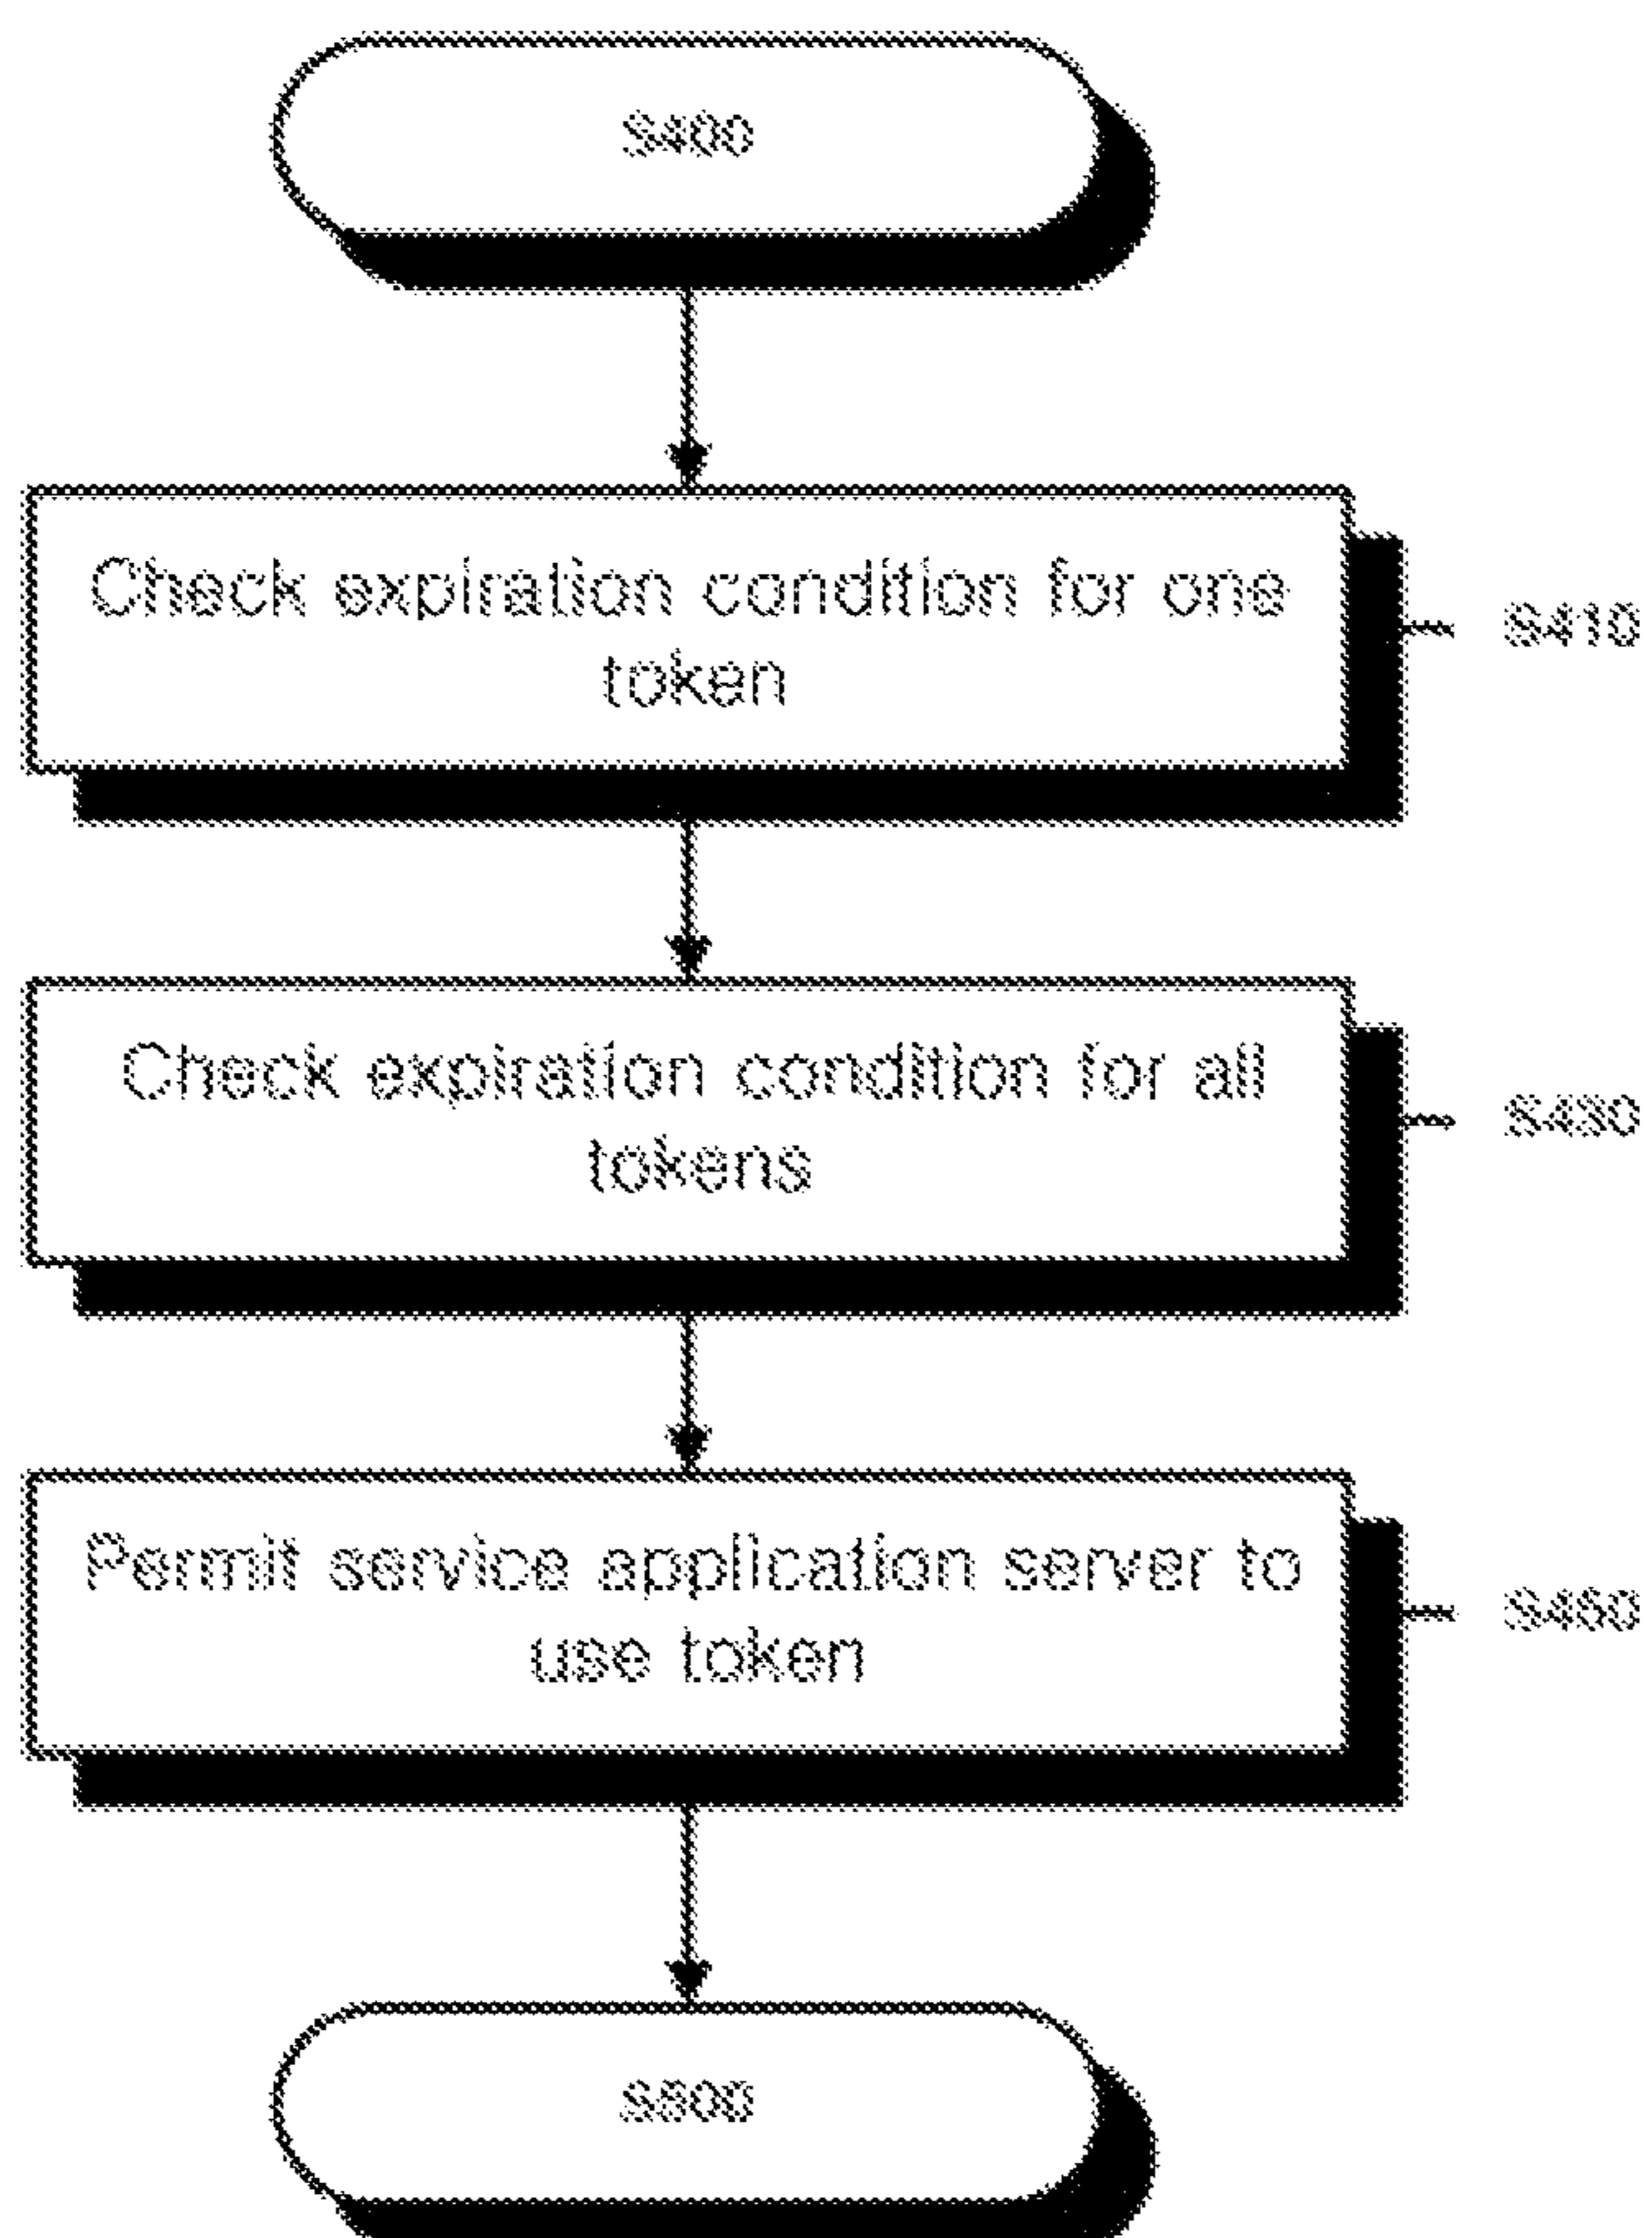 S400
Check expiration condition for one
token
S410
Check expiration condition for all
tokens
S430
Permit service application server to
use token
S500